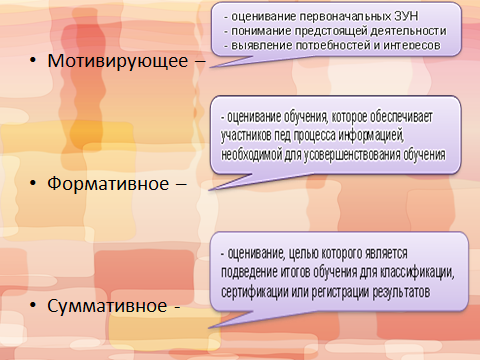 - оценивание первоначальных ЗУН
- понимание предстоящей деятельности
- выявление потребностей и интересов
• Мотивирующее –
- оценивание обучения, которое обеспечивает
участников пед процесса информацией,
необходимой для усовершенствования обучения
• Формативное –
- оценивание, целью которого является
подведение итогов обучения для классификации,
сертификации или регистрации результатов
• Суммативное -